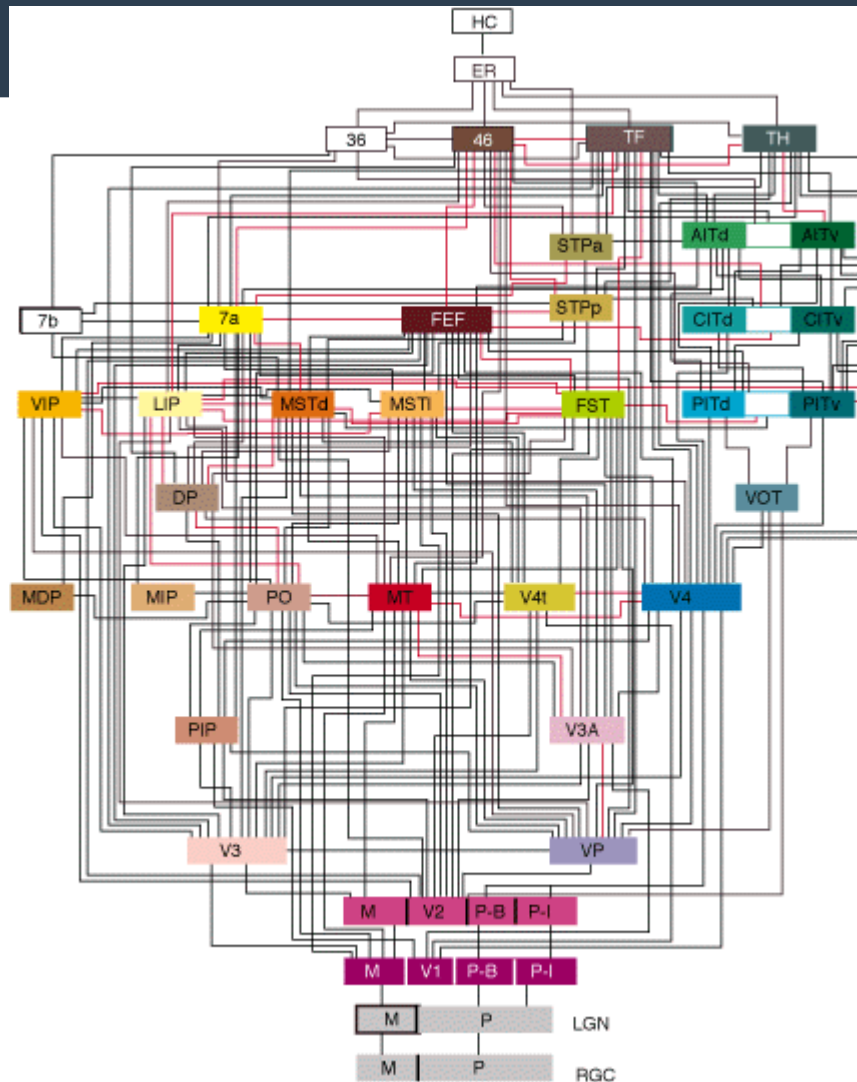 HC
ER
36 46 TF TH
STPa AITd AITv
7b 7a FEF STPp CITd CITv
VIP LIP MSTd MSTl FST PITd PITv
DP VOT
MDP MIP PO MT V4t V4
PIP V3A
V3 VP
M V2 P-B P-I
M V1 P-B P-I
M P LGN
M P RGC